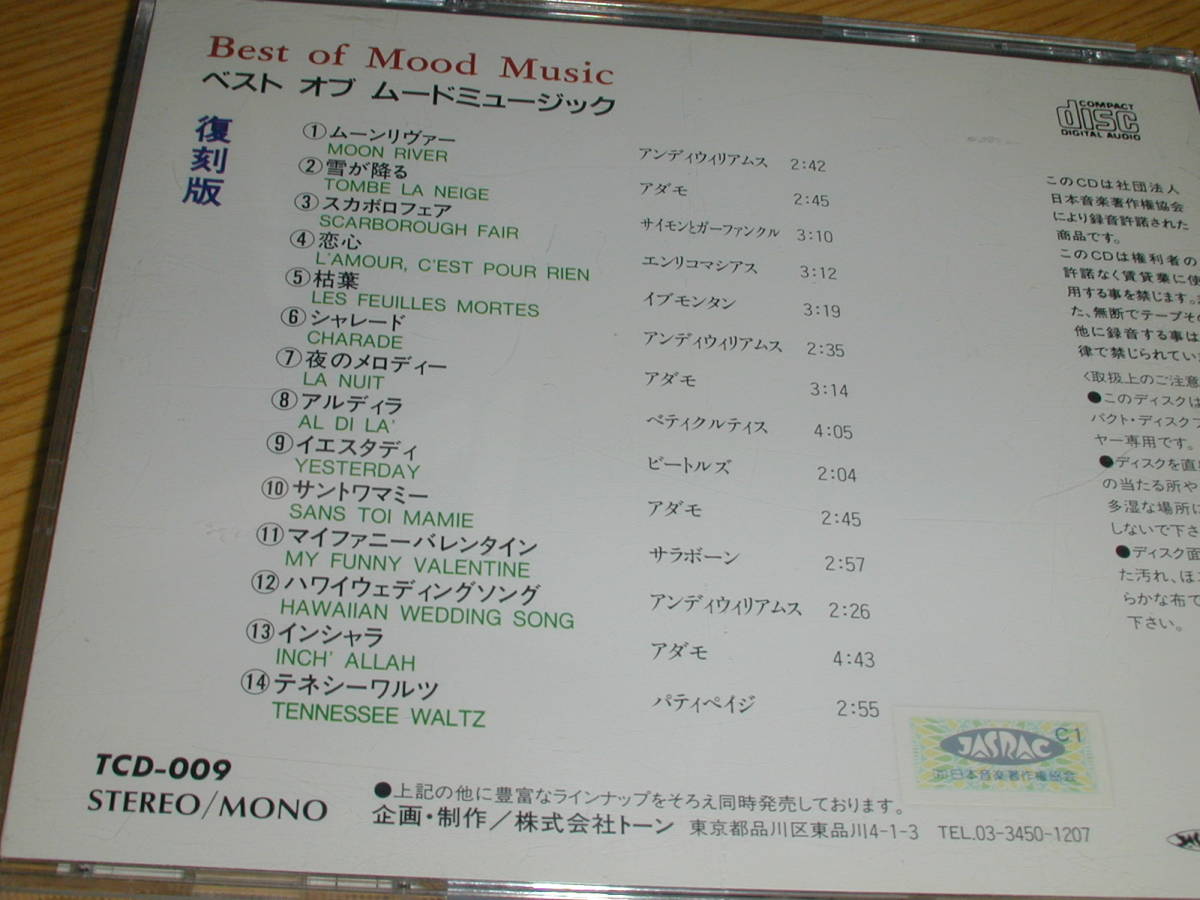 Best of Mood Music
ベスト オブ ムードミュージック
復刻版
COMPACT
disc
DIGITAL AUDIO
①ムーンリヴァー アンディウィリアムス 2:42
MOON RIVER
②雪が降る アダモ 2:45
TOMBE LA NEIGE
③スカボロフェア サイモンとガーファンクル 3:10
SCARBOROUGH FAIR
④恋心 エンリコマシアス 3:12
L'AMOUR, C'EST POUR RIEN
⑤枯葉 イブモンタン 3:19
LES FEUILLES MORTES
⑥シャレード アンディウィリアムス 2:35
CHARADE
⑦夜のメロディー アダモ 3:14
LA NUIT
⑧アルディラ ペティクルティス 4:05
AL DI LA'
⑨イエスタディ ビートルズ 2:04
YESTERDAY
⑩サントワマミー アダモ 2:45
SANS TOI MAMIE
⑪マイファニーバレンタイン サラボーン 2:57
MY FUNNY VALENTINE
⑫ハワイウェディングソング アンディウィリアムス 2:26
HAWAIIAN WEDDING SONG
⑬インシャラ アダモ 4:43
INCH' ALLAH
⑭テネシーワルツ パティペイジ 2:55
TENNESSEE WALTZ
このCDは社団法人
日本音楽著作権協会
により録音許諾された
商品です。
このCDは権利者の
許諾なく賃貸業に使
用する事を禁じます。
た、無断でテープその
他に録音する事は
律で禁じられてい
〈取扱上のご注意
●このディスクは
パクト・ディスクプ
ヤー専用です。
●ディスクを直
の当たる所や
多湿な場所に
しないで下さ
●ディスク面
た汚れ、ほ
らかな布で
下さい。
JASRAC C1
㈳日本音楽著作権協会
TCD-009
STEREO/MONO
●上記の他に豊富なラインナップをそろえ同時発売しております。
企画・制作／株式会社トーン 東京都品川区東品川4-1-3 TEL.03-3450-1207